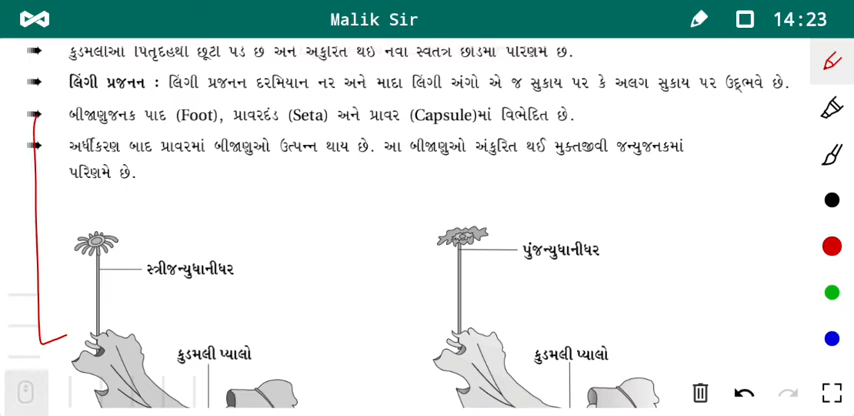 Malik Sir
14:23
કુડમલીઓ પિતૃદેહથી છૂટી પડે છે અને અંકુરિત થઈ નવા સ્વતંત્ર છોડમાં પરિણમે છે.
લિંગી પ્રજનન : લિંગી પ્રજનન દરમિયાન નર અને માદા લિંગી અંગો એ જ સુકાય પર કે અલગ સુકાય પર ઉદ્દભવે છે.
બીજાણુજનક પાદ (Foot), પ્રાવરદંડ (Seta) અને પ્રાવર (Capsule)માં વિભેદિત છે.
અર્ધીકરણ બાદ પ્રાવરમાં બીજાણુઓ ઉત્પન્ન થાય છે. આ બીજાણુઓ અંકુરિત થઈ મુક્તજીવી જન્યુજનકમાં
પરિણમે છે.
સ્ત્રીજન્યુધાનીધર
પુંજન્યુધાનીધર
કુડમલી પ્યાલો
કુડમલી પ્યાલો